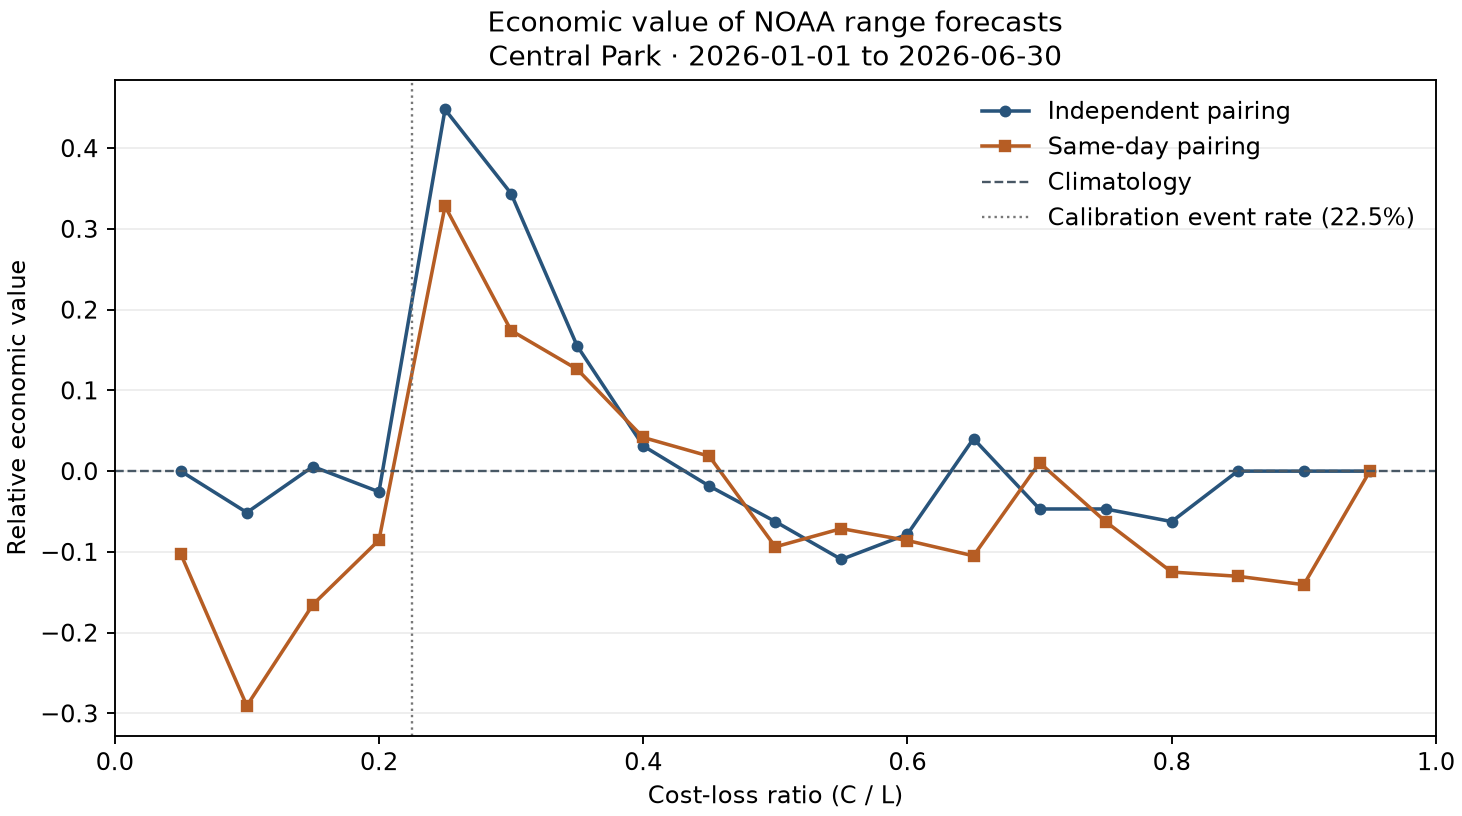 Economic value of NOAA range forecasts
Central Park · 2026-01-01 to 2026-06-30
Independent pairing
Same-day pairing
Climatology
Calibration event rate (22.5%)
Relative economic value
0.4
0.3
0.2
0.1
0.0
−0.1
−0.2
−0.3
0.0 0.2 0.4 0.6 0.8 1.0
Cost-loss ratio (C / L)